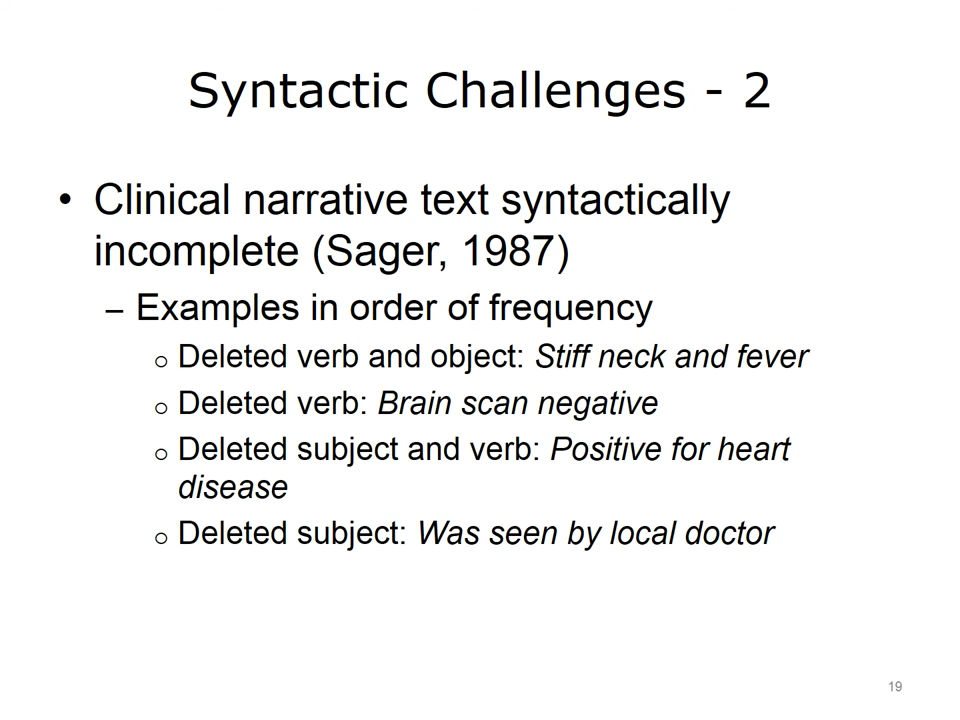 Syntactic Challenges - 2
• Clinical narrative text syntactically
incomplete (Sager, 1987)
– Examples in order of frequency
o Deleted verb and object: Stiff neck and fever
o Deleted verb: Brain scan negative
o Deleted subject and verb: Positive for heart
disease
o Deleted subject: Was seen by local doctor
19